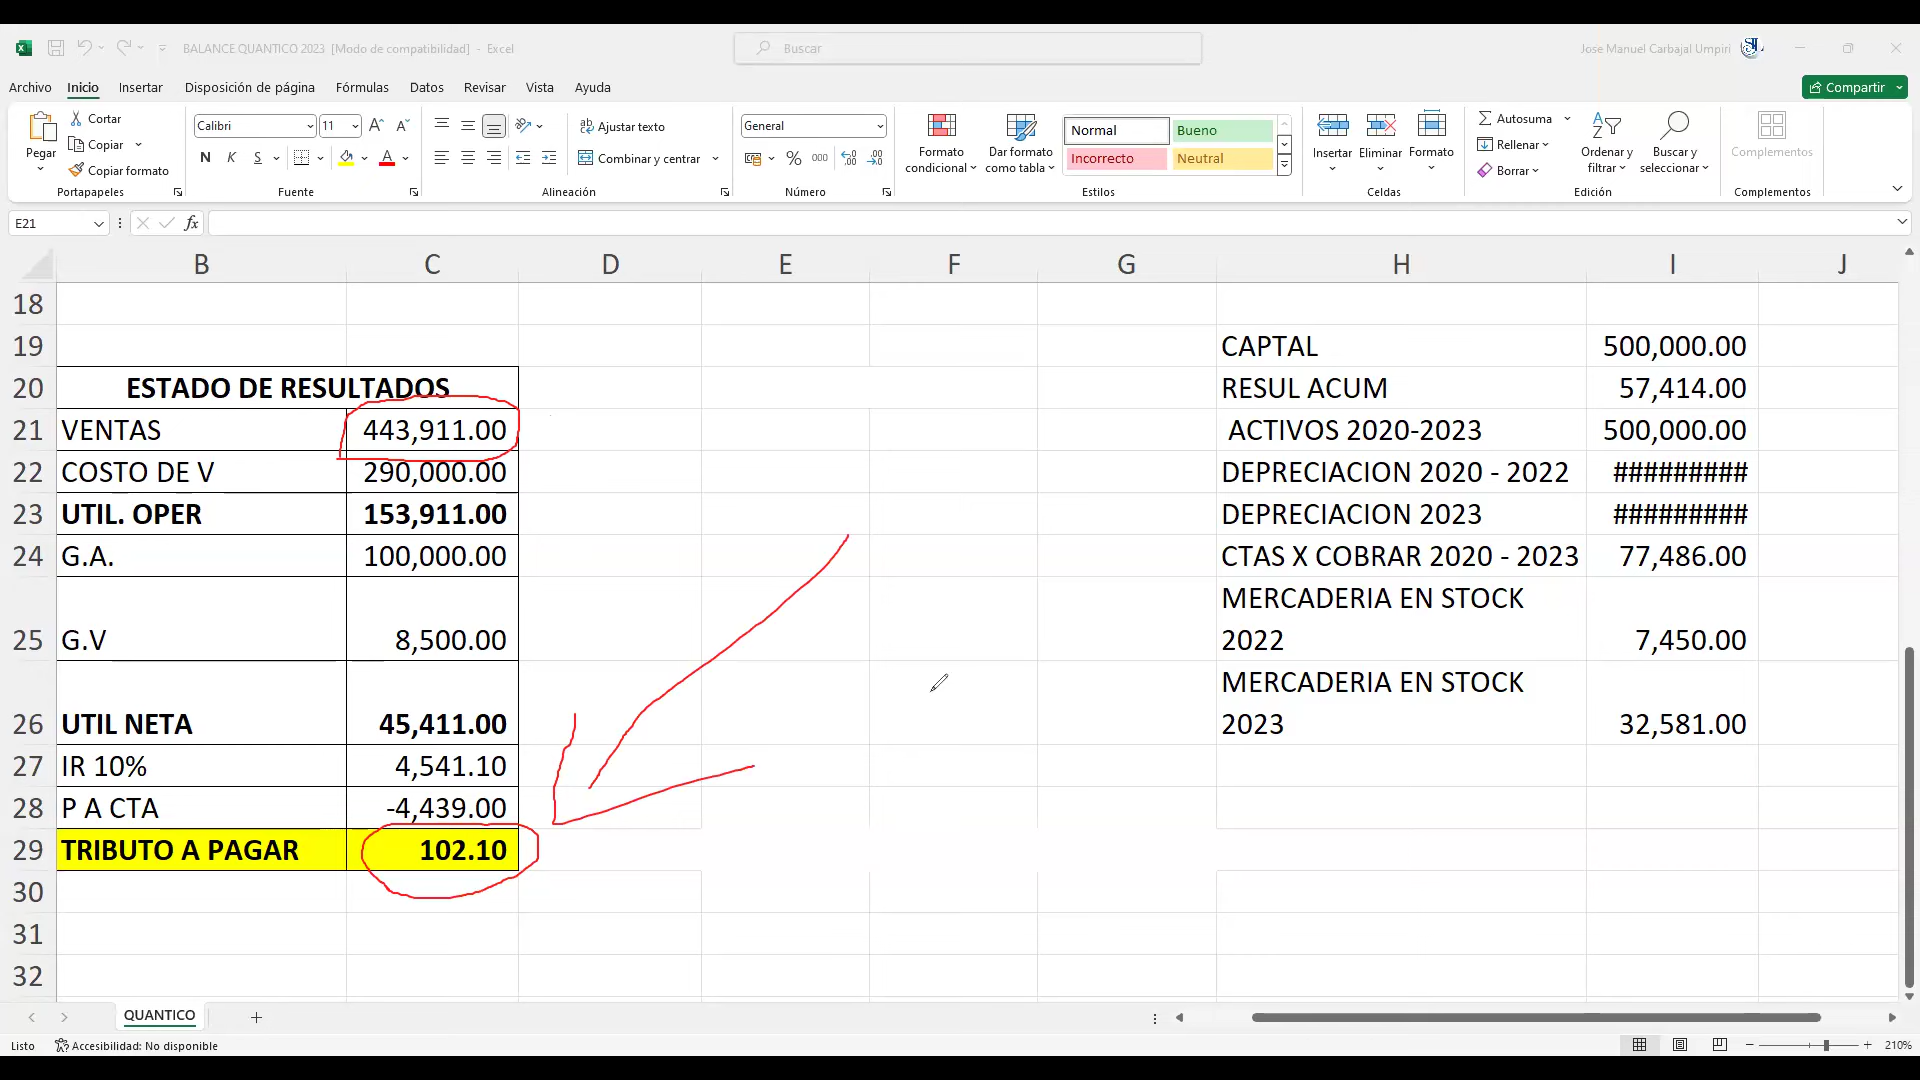 BALANCE QUANTICO 2023 [Modo de compatibilidad] - Excel
Buscar
Jose Manuel Carbajal Umpiri
Archivo Inicio Insertar Disposición de página Fórmulas Datos Revisar Vista Ayuda
Compartir
Pegar
Cortar
Copiar
Copiar formato
Portapapeles
Calibri 11
N K S
Fuente
Ajustar texto
Combinar y centrar
Alineación
General
% 000
Número
Formato condicional
Dar formato como tabla
Normal Bueno
Incorrecto Neutral
Estilos
Insertar Eliminar Formato
Celdas
Autosuma
Rellenar
Borrar
Ordenar y filtrar
Buscar y seleccionar
Edición
Complementos
Complementos
E21 fx
B C D E F G H I J
18
19 CAPTAL 500,000.00
20 ESTADO DE RESULTADOS RESUL ACUM 57,414.00
21 VENTAS 443,911.00 ACTIVOS 2020-2023 500,000.00
22 COSTO DE V 290,000.00 DEPRECIACION 2020 - 2022 #########
23 UTIL. OPER 153,911.00 DEPRECIACION 2023 #########
24 G.A. 100,000.00 CTAS X COBRAR 2020 - 2023 77,486.00
MERCADERIA EN STOCK
25 G.V 8,500.00 2022 7,450.00
MERCADERIA EN STOCK
26 UTIL NETA 45,411.00 2023 32,581.00
27 IR 10% 4,541.10
28 P A CTA -4,439.00
29 TRIBUTO A PAGAR 102.10
30
31
32
QUANTICO
Listo Accesibilidad: No disponible 210%